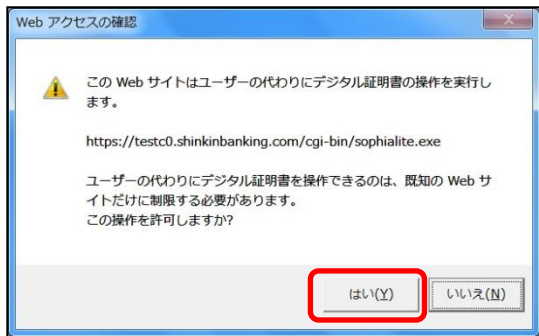 Web アクセスの確認
この Web サイトはユーザーの代わりにデジタル証明書の操作を実行し
ます。
https://testc0.shinkinbanking.com/cgi-bin/sophialite.exe
ユーザーの代わりにデジタル証明書を操作できるのは、既知の Web サ
イトだけに制限する必要があります。
この操作を許可しますか?
はい(Y) いいえ(N)